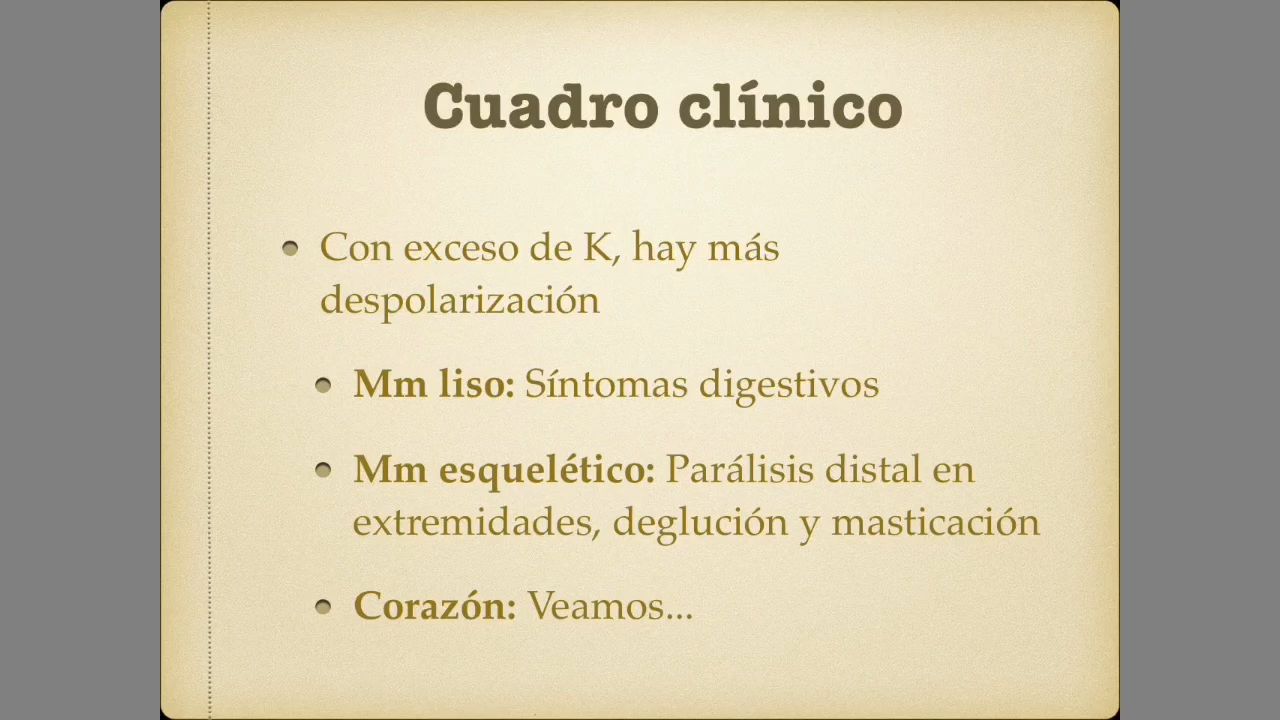 Cuadro clínico
Con exceso de K, hay más
despolarización
Mm liso: Síntomas digestivos
Mm esquelético: Parálisis distal en
extremidades, deglución y masticación
Corazón: Veamos...